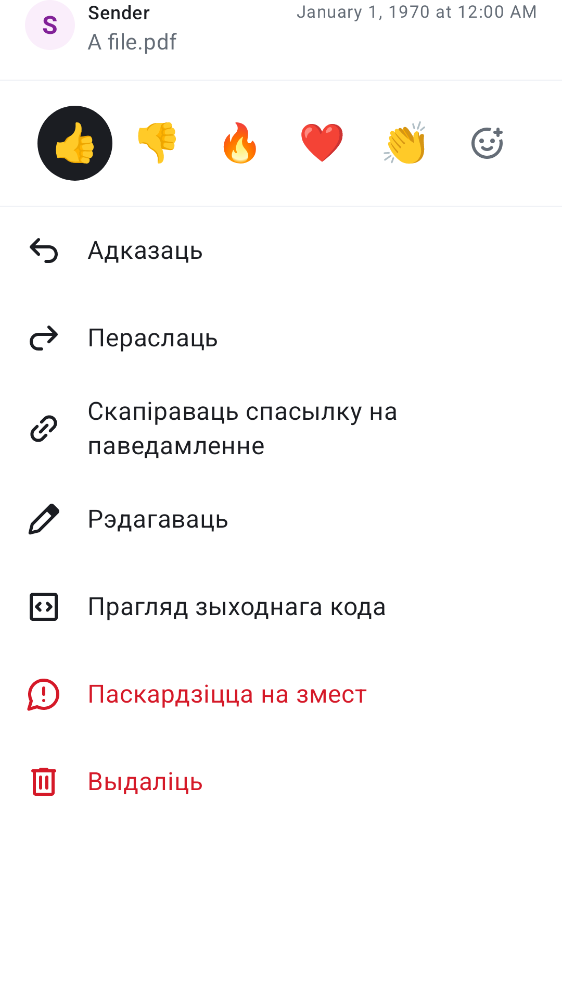 S
Sender
January 1, 1970 at 12:00 AM
A file.pdf
Адказаць
Пераслаць
Скапіраваць спасылку на
паведамленне
Рэдагаваць
Прагляд зыходнага кода
Паскардзіцца на змест
Выдаліць